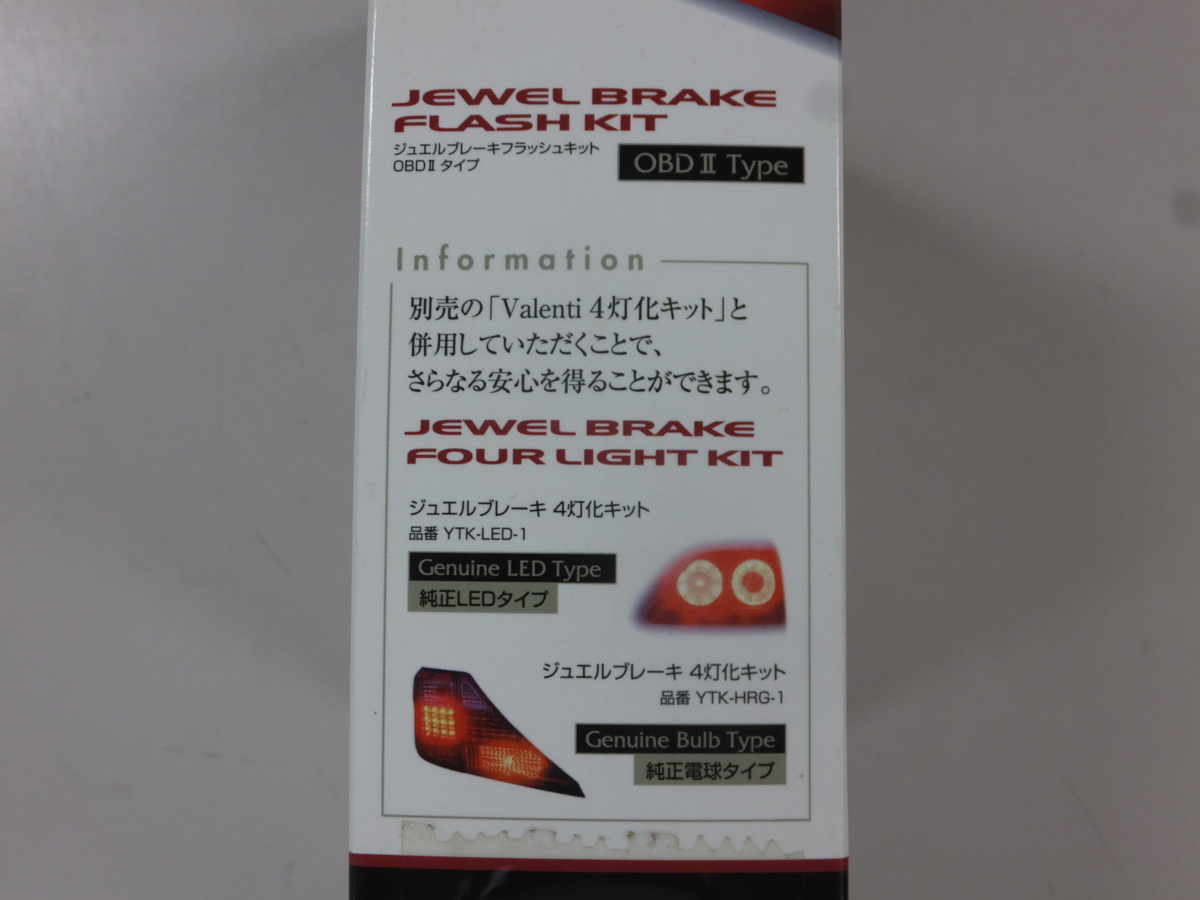 JEWEL BRAKE
FLASH KIT
ジュエルブレーキフラッシュキット
OBDⅡ タイプ
OBD Ⅱ Type
Information
別売の「Valenti 4灯化キット」と
併用していただくことで、
さらなる安心を得ることができます。
JEWEL BRAKE
FOUR LIGHT KIT
ジュエルブレーキ 4灯化キット
品番 YTK-LED-1
Genuine LED Type
純正LEDタイプ
ジュエルブレーキ 4灯化キット
品番 YTK-HRG-1
Genuine Bulb Type
純正電球タイプ